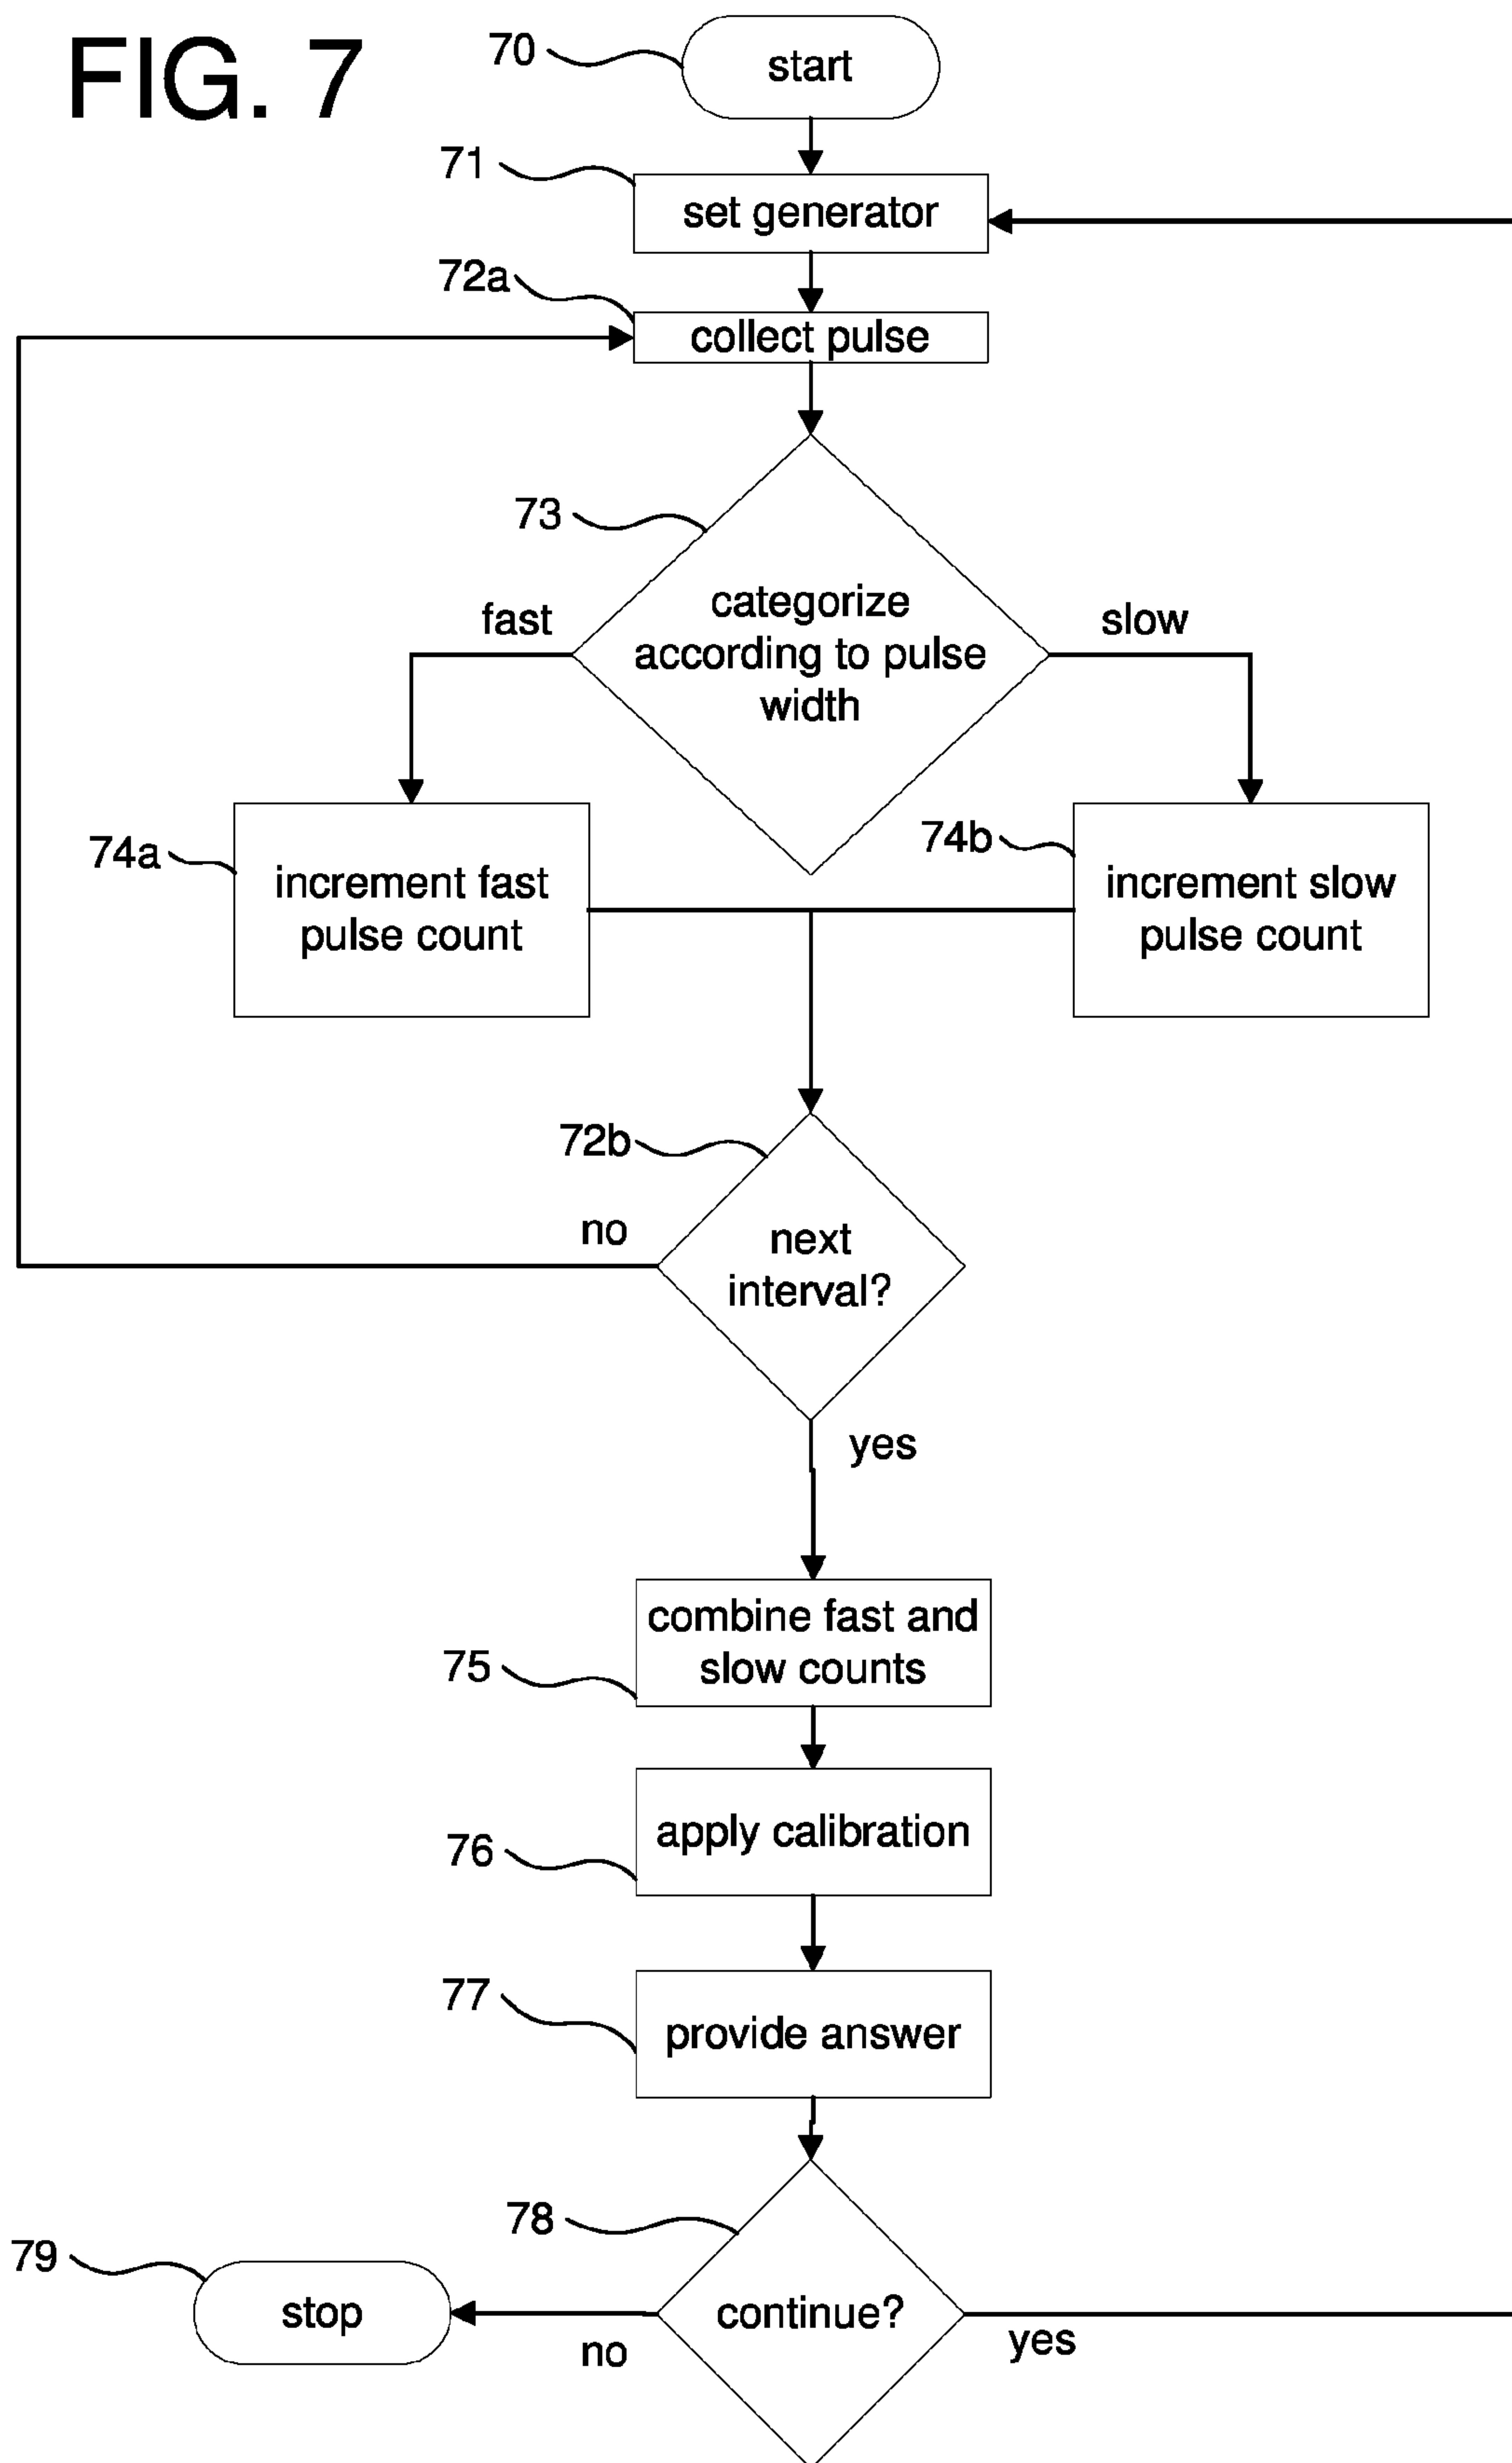 FIG. 7
70
start
71
set generator
72a
collect pulse
73
categorize
according to pulse
width
fast
slow
74a
increment fast
pulse count
74b
increment slow
pulse count
72b
next
interval?
no
yes
combine fast and
slow counts
75
apply calibration
76
77
provide answer
78
continue?
79
stop
no
yes